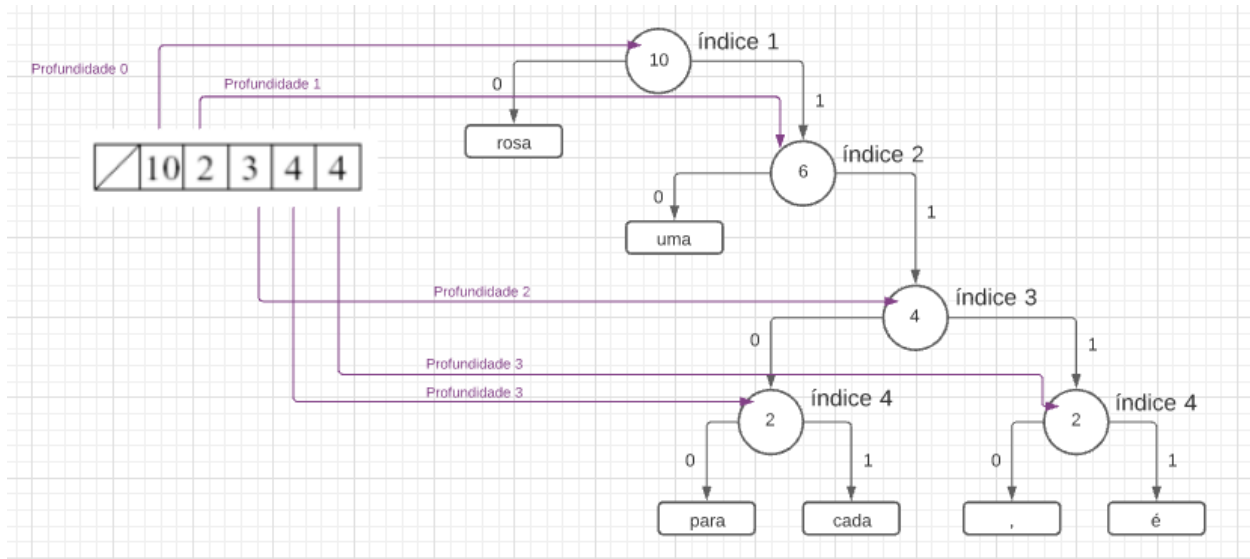 10 índice 1
Profundidade 0
0 Profundidade 1
1
rosa
10 2 3 4 4
6 índice 2
0
1
uma
Profundidade 2
4 índice 3
0
1
Profundidade 3
Profundidade 3
2 índice 4
2 índice 4
0 1 0 1
para cada , é